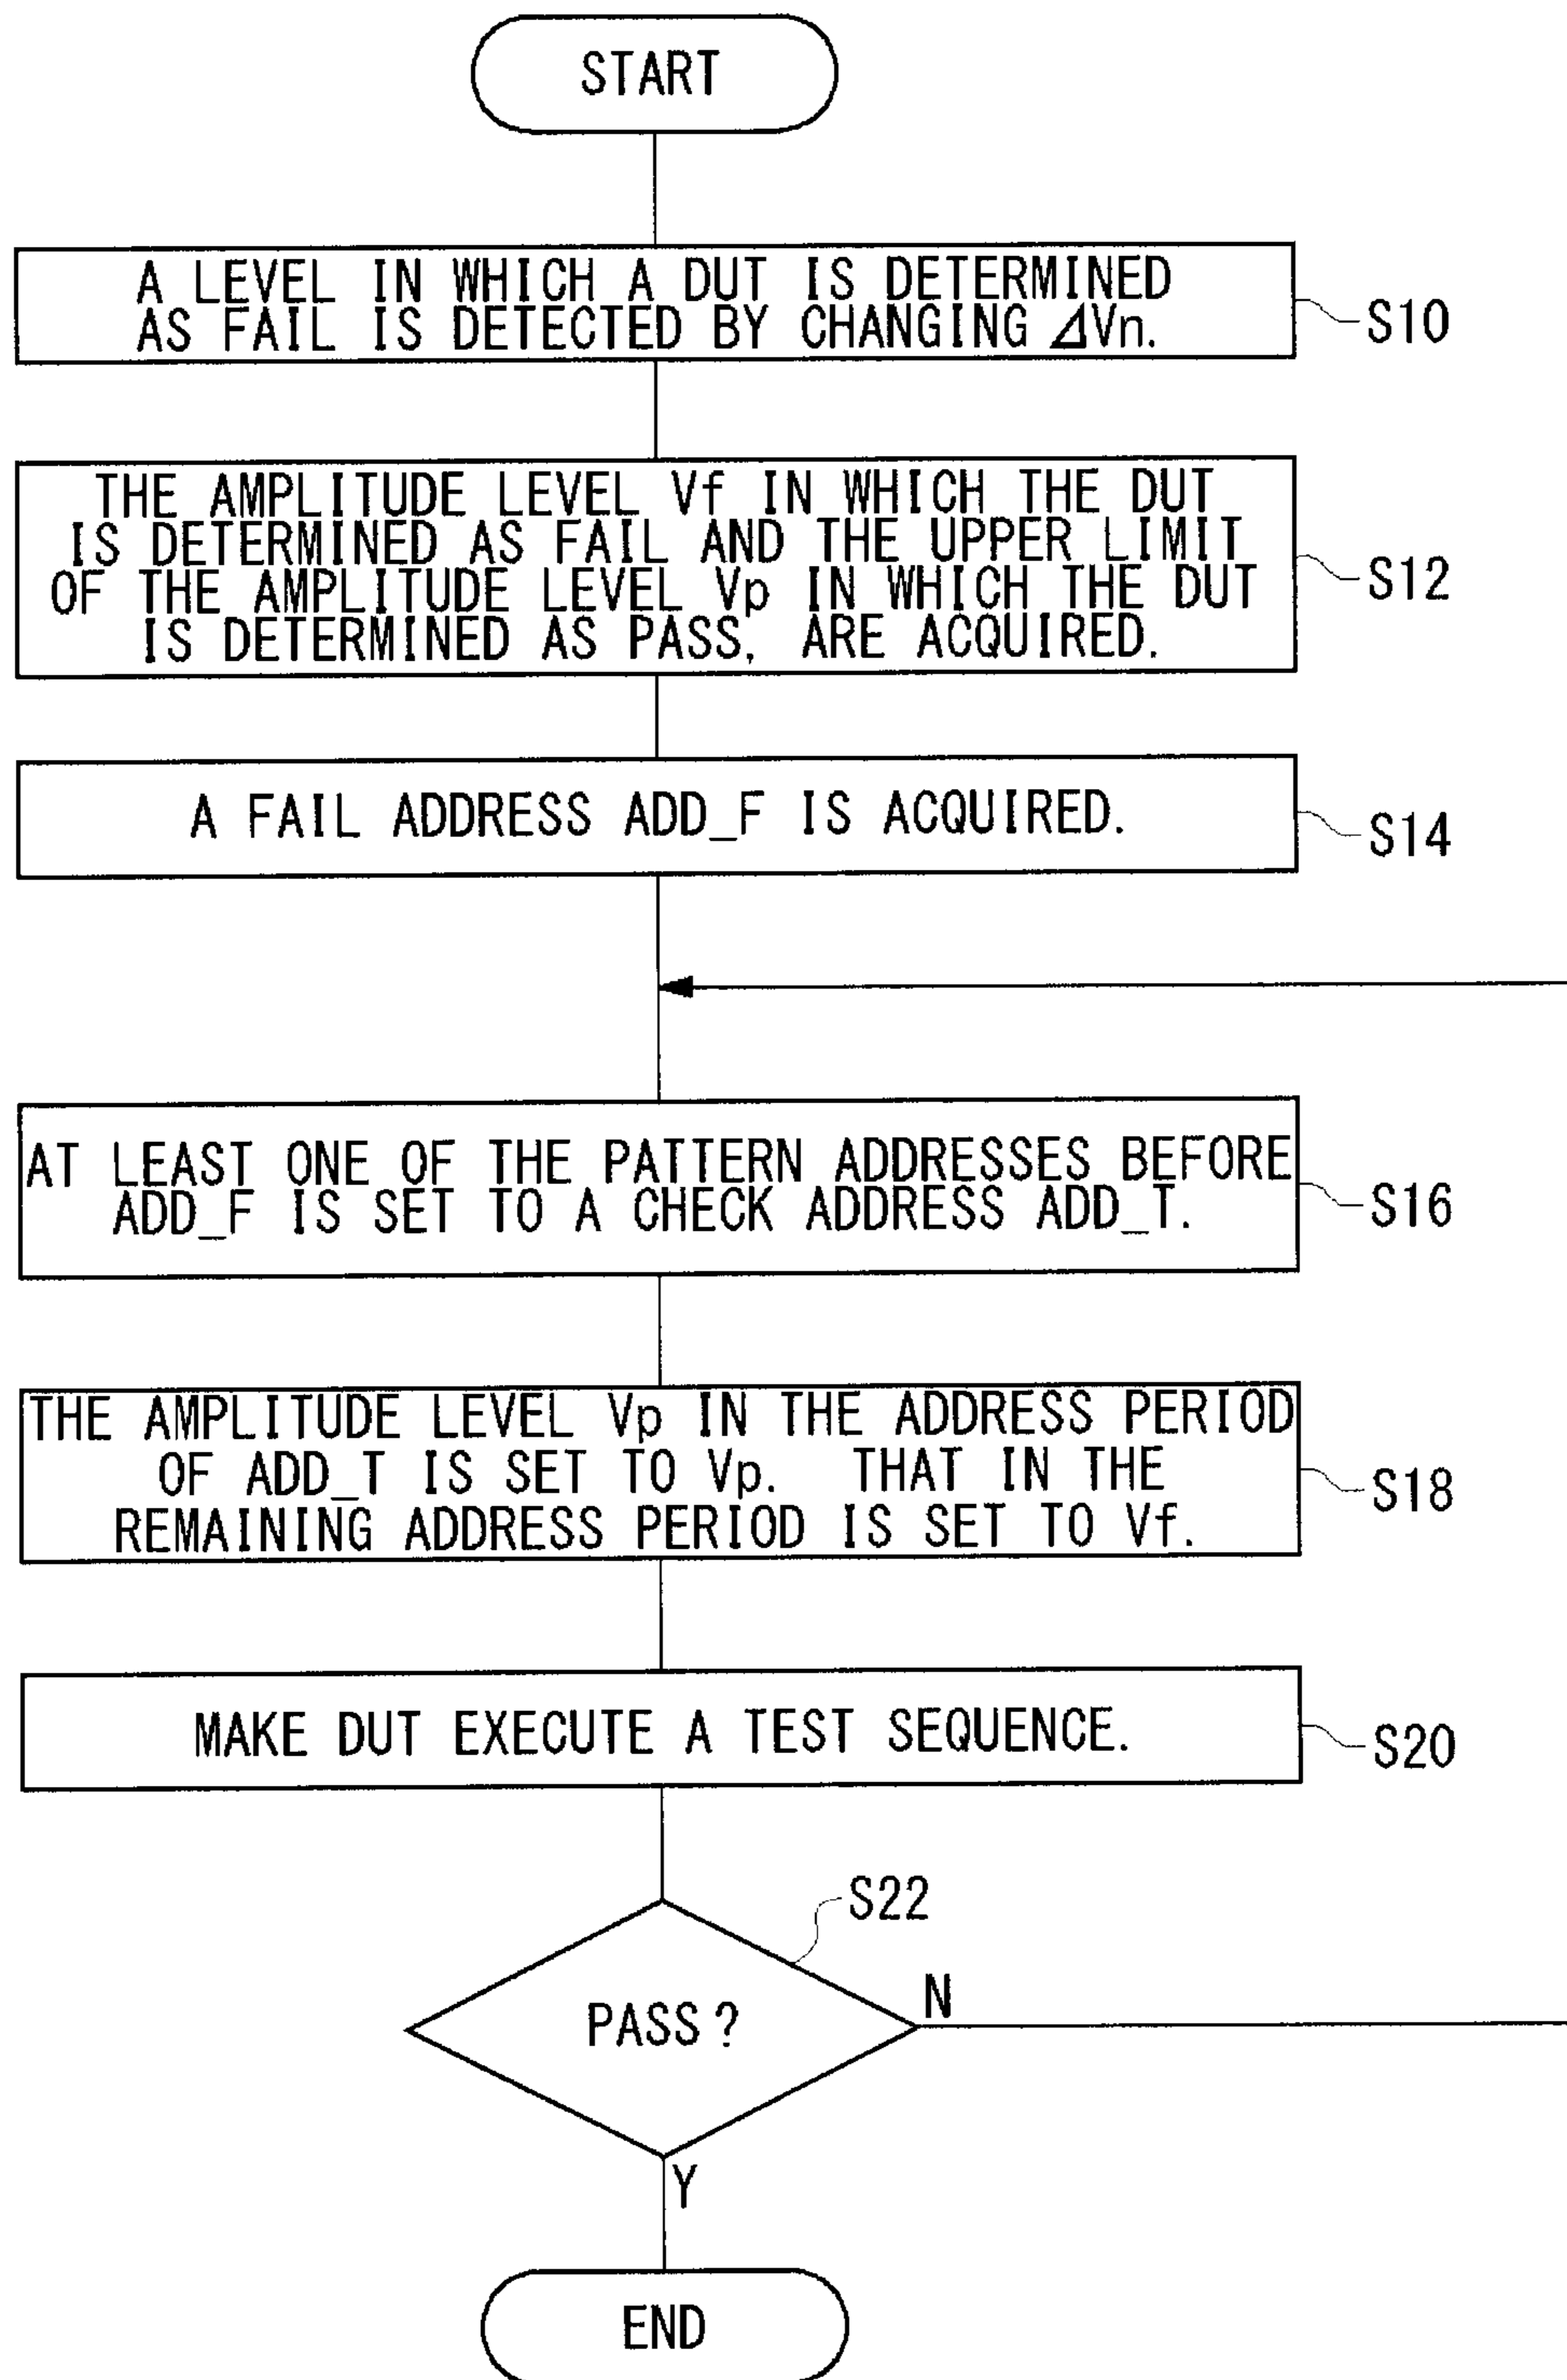 START
A LEVEL IN WHICH A DUT IS DETERMINED
AS FAIL IS DETECTED BY CHANGING ΔVn.
S10
THE AMPLITUDE LEVEL Vf IN WHICH THE DUT
IS DETERMINED AS FAIL AND THE UPPER LIMIT
OF THE AMPLITUDE LEVEL Vp IN WHICH THE DUT
IS DETERMINED AS PASS, ARE ACQUIRED.
S12
A FAIL ADDRESS ADD_F IS ACQUIRED.
S14
AT LEAST ONE OF THE PATTERN ADDRESSES BEFORE
ADD_F IS SET TO A CHECK ADDRESS ADD_T.
S16
THE AMPLITUDE LEVEL Vp IN THE ADDRESS PERIOD
OF ADD_T IS SET TO Vp. THAT IN THE
REMAINING ADDRESS PERIOD IS SET TO Vf.
S18
MAKE DUT EXECUTE A TEST SEQUENCE.
S20
S22
PASS?
N
Y
END